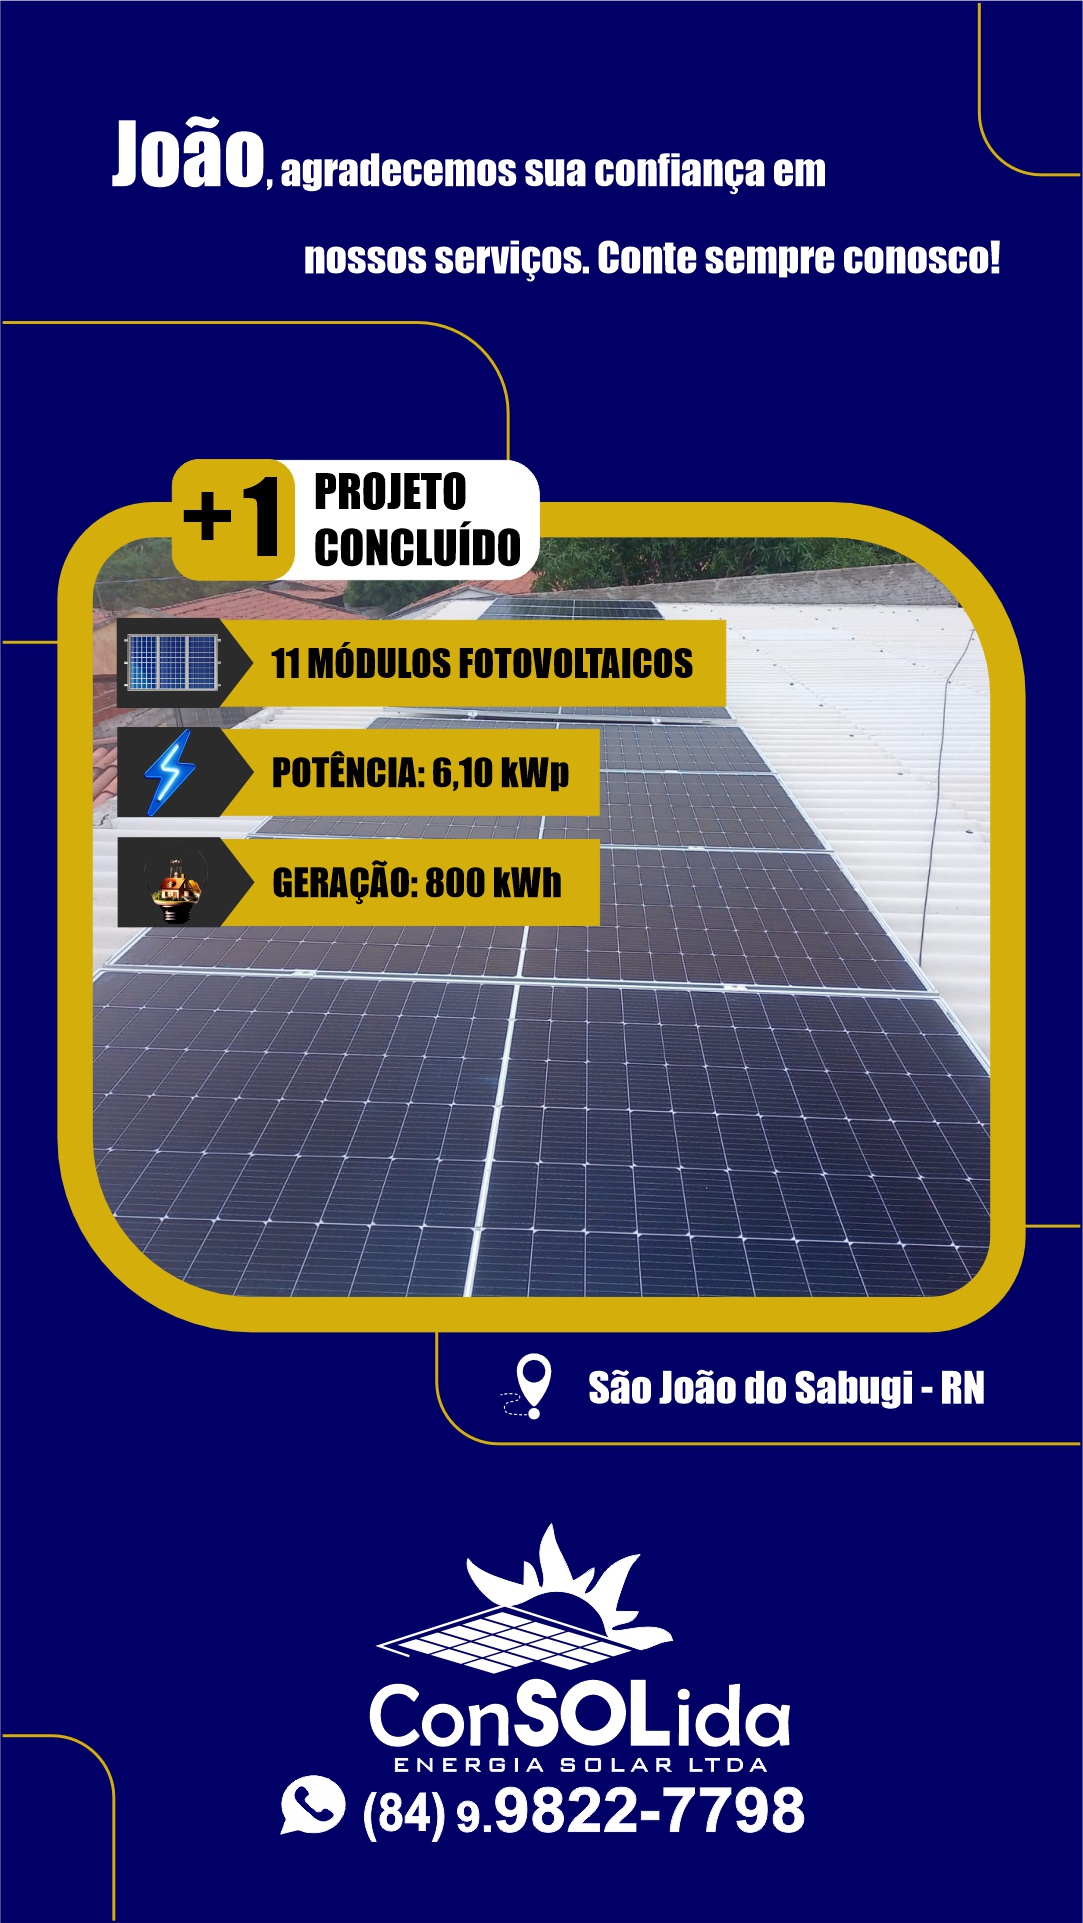 João, agradecemos sua confiança em
nossos serviços. Conte sempre conosco!
+1
PROJETO
CONCLUÍDO
11 MÓDULOS FOTOVOLTAICOS
POTÊNCIA: 6,10 kWp
GERAÇÃO: 800 kWh
São João do Sabugi - RN
ConSOLida
ENERGIA SOLAR LTDA
(84) 9.9822-7798